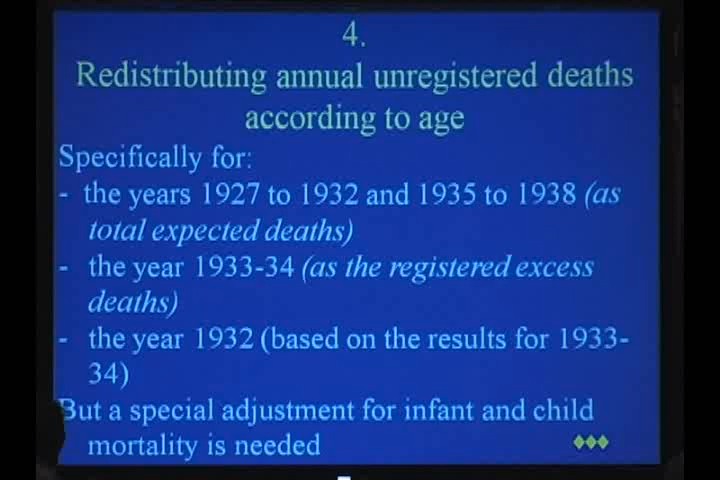 4.
Redistributing annual unregistered deaths
according to age
Specifically for:
- the years 1927 to 1932 and 1935 to 1938 (as
total expected deaths)
- the year 1933-34 (as the registered excess
deaths)
- the year 1932 (based on the results for 1933-
34)
But a special adjustment for infant and child
mortality is needed